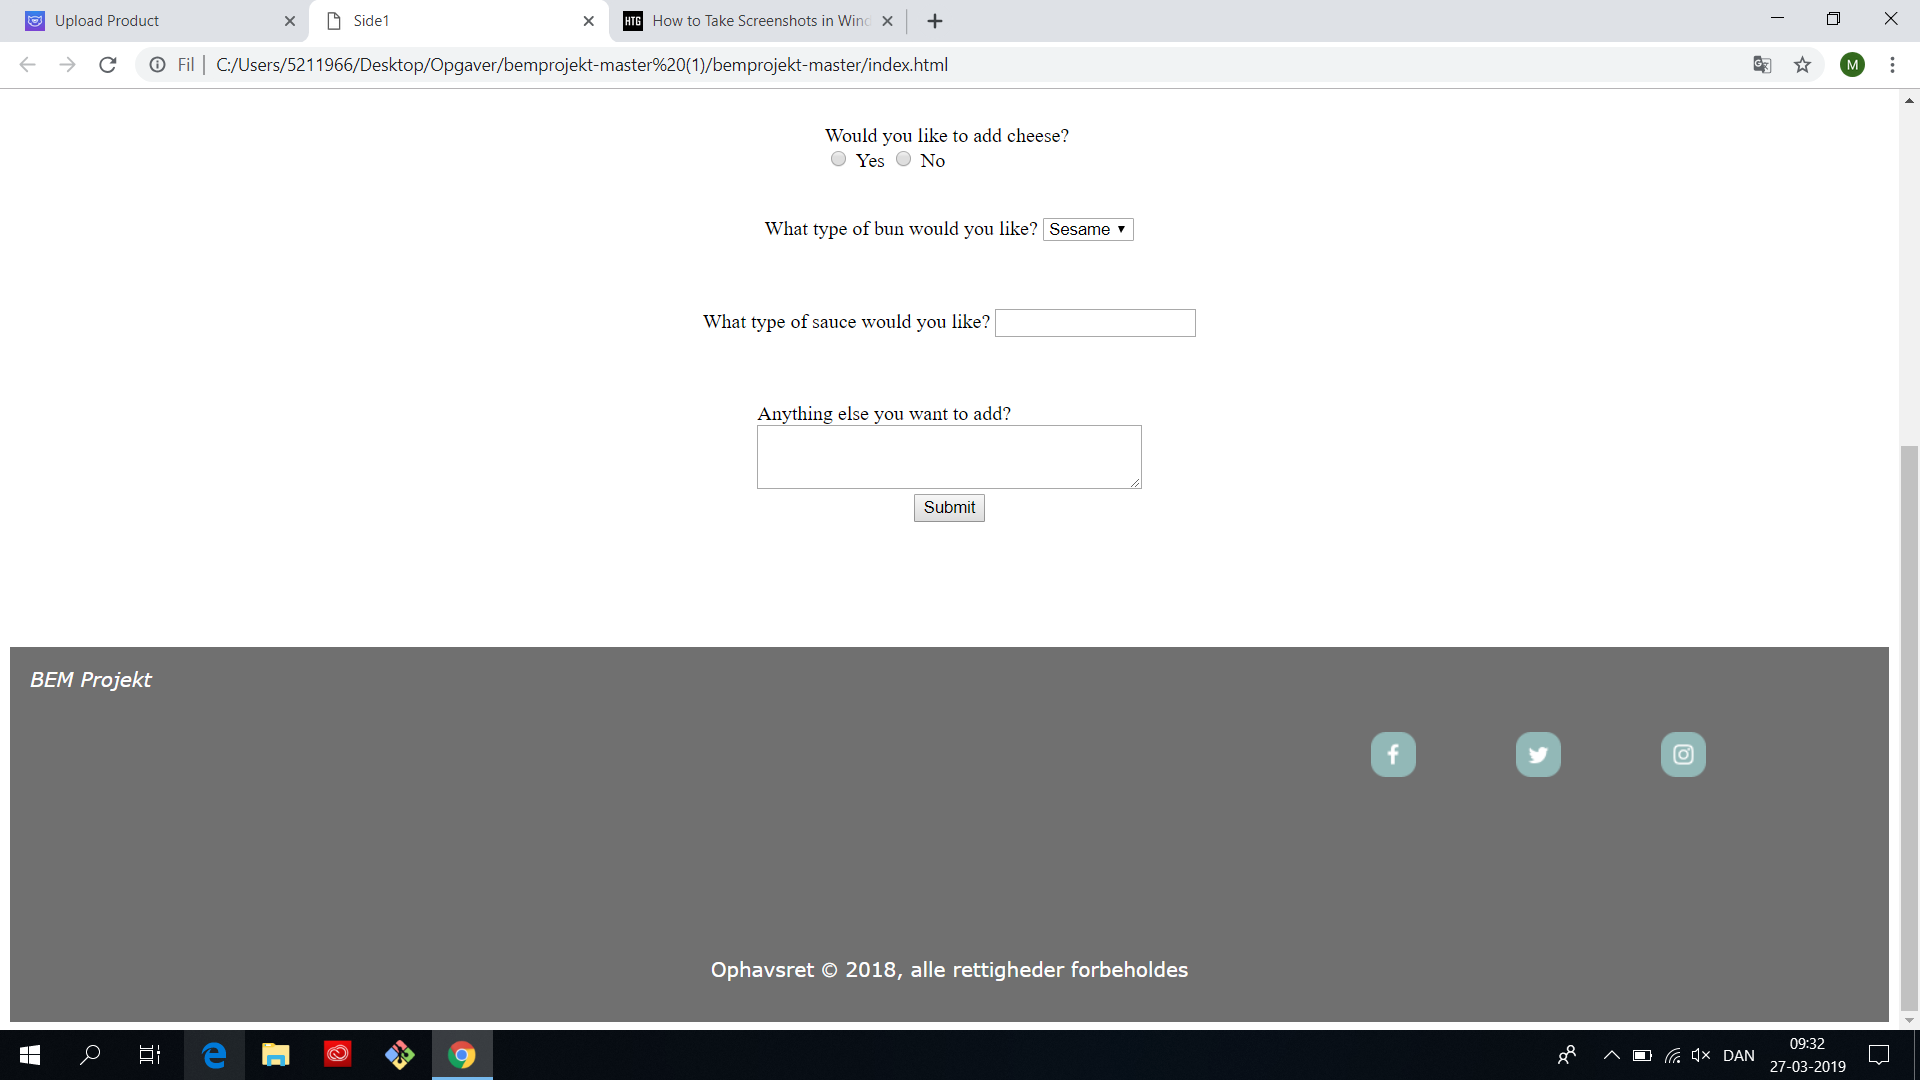 Upload Product
Side1
HTG How to Take Screenshots in Wind
Fil C:/Users/5211966/Desktop/Opgaver/bemprojekt-master%20(1)/bemprojekt-master/index.html
M
Would you like to add cheese?
Yes No
What type of bun would you like? Sesame
What type of sauce would you like?
Anything else you want to add?
Submit
BEM Projekt
Ophavsret © 2018, alle rettigheder forbeholdes
DAN
09:32
27-03-2019